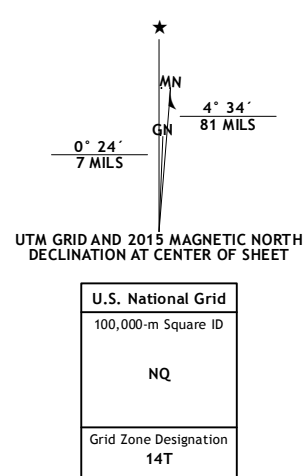 ★
MN
GN
4° 34´
81 MILS
0° 24´
7 MILS
UTM GRID AND 2015 MAGNETIC NORTH
DECLINATION AT CENTER OF SHEET
U.S. National Grid
100,000-m Square ID
NQ
Grid Zone Designation
14T